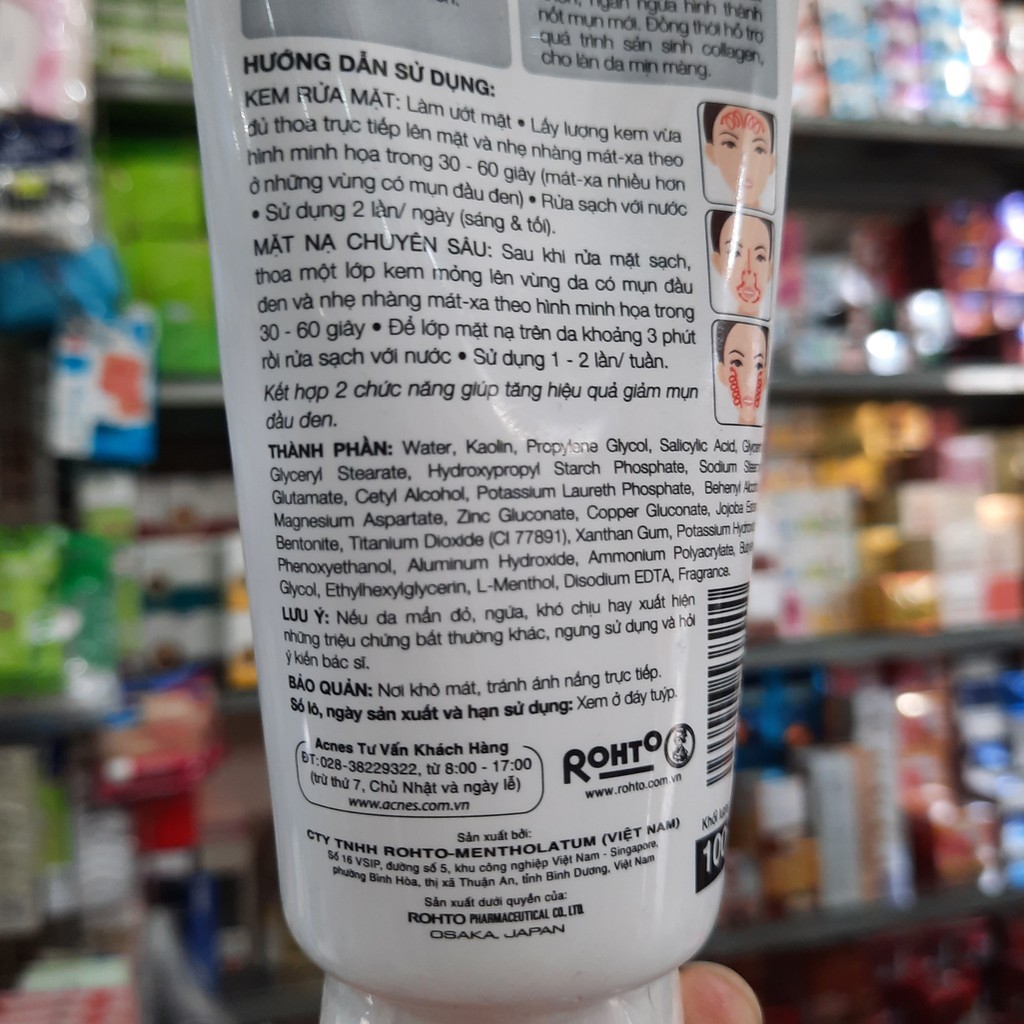 ngăn ngừa hình thành
nốt mụn mới. Đồng thời hỗ trợ
quá trình sản sinh collagen,
cho làn da mịn màng.
HƯỚNG DẪN SỬ DỤNG:
KEM RỬA MẶT: Làm ướt mặt • Lấy lượng kem vừa
đủ thoa trực tiếp lên mặt và nhẹ nhàng mát-xa theo
hình minh họa trong 30 - 60 giây (mát-xa nhiều hơn
ở những vùng có mụn đầu đen) • Rửa sạch với nước
• Sử dụng 2 lần/ ngày (sáng & tối).
MẶT NẠ CHUYÊN SÂU: Sau khi rửa mặt sạch,
thoa một lớp kem mỏng lên vùng da có mụn đầu
đen và nhẹ nhàng mát-xa theo hình minh họa trong
30 - 60 giây • Để lớp mặt nạ trên da khoảng 3 phút
rồi rửa sạch với nước • Sử dụng 1 - 2 lần/ tuần.
Kết hợp 2 chức năng giúp tăng hiệu quả giảm mụn
đầu đen.
THÀNH PHẦN: Water, Kaolin, Propylene Glycol, Salicylic Acid,
Glyceryl Stearate, Hydroxypropyl Starch Phosphate, Sodium
Glutamate, Cetyl Alcohol, Potassium Laureth Phosphate, Behenyl
Magnesium Aspartate, Zinc Gluconate, Copper Gluconate, Jojoba
Bentonite, Titanium Dioxide (CI 77891), Xanthan Gum, Potassium
Phenoxyethanol, Aluminum Hydroxide, Ammonium Polyacrylate,
Glycol, Ethylhexylglycerin, L-Menthol, Disodium EDTA, Fragrance.
LƯU Ý: Nếu da mẩn đỏ, ngứa, khó chịu hay xuất hiện
những triệu chứng bất thường khác, ngưng sử dụng và hỏi
ý kiến bác sĩ.
BẢO QUẢN: Nơi khô mát, tránh ánh nắng trực tiếp.
Số lô, ngày sản xuất và hạn sử dụng: Xem ở đáy tuýp.
Acnes Tư Vấn Khách Hàng
ĐT:028-38229322, từ 8:00 - 17:00
(trừ thứ 7, Chủ Nhật và ngày lễ)
www.acnes.com.vn
ROHTO
www.rohto.com.vn
Khối
100
Sản xuất bởi:
CTY TNHH ROHTO-MENTHOLATUM (VIỆT NAM)
Số 16 VSIP, đường số 5, khu công nghiệp Việt Nam - Singapore,
phường Bình Hòa, thị xã Thuận An, tỉnh Bình Dương, Việt Nam
Sản xuất dưới quyền của:
ROHTO PHARMACEUTICAL CO. LTD.
OSAKA, JAPAN